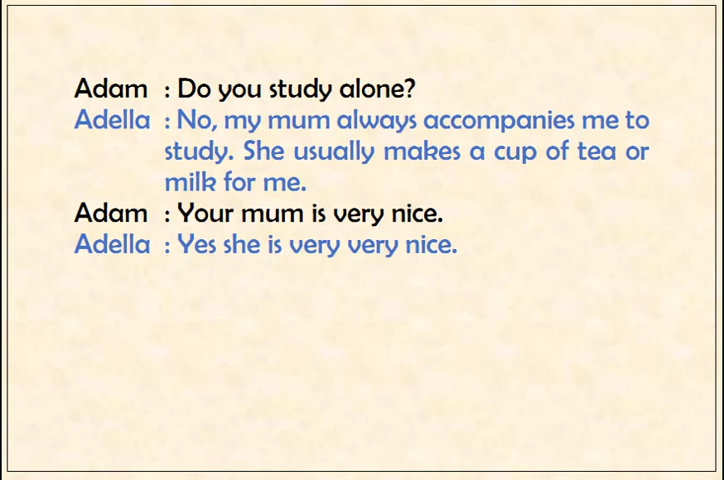 Adam : Do you study alone?
Adella : No, my mum always accompanies me to
study. She usually makes a cup of tea or
milk for me.
Adam : Your mum is very nice.
Adella : Yes she is very very nice.